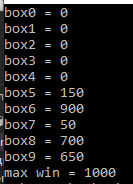 box0 = 0
box1 = 0
box2 = 0
box3 = 0
box4 = 0
box5 = 150
box6 = 900
box7 = 50
box8 = 700
box9 = 650
max win = 1000